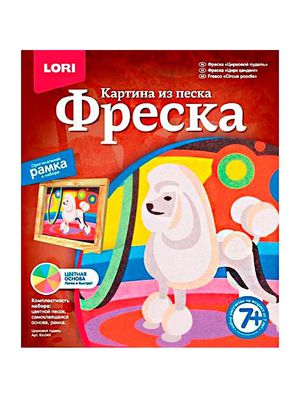 LORI
Фреска «Цирковой пудель»
Фреска «Цирк канденi»
Fresco «Circus poodle»
Картина из песка
Фреска
Оригинальная
рамка
в наборе
ЦВЕТНАЯ
ОСНОВА
Легко и быстро!
Комплектность
набора:
цветной песок,
самоклеящаяся
основа, рамка.
Цирковой пудель
7+